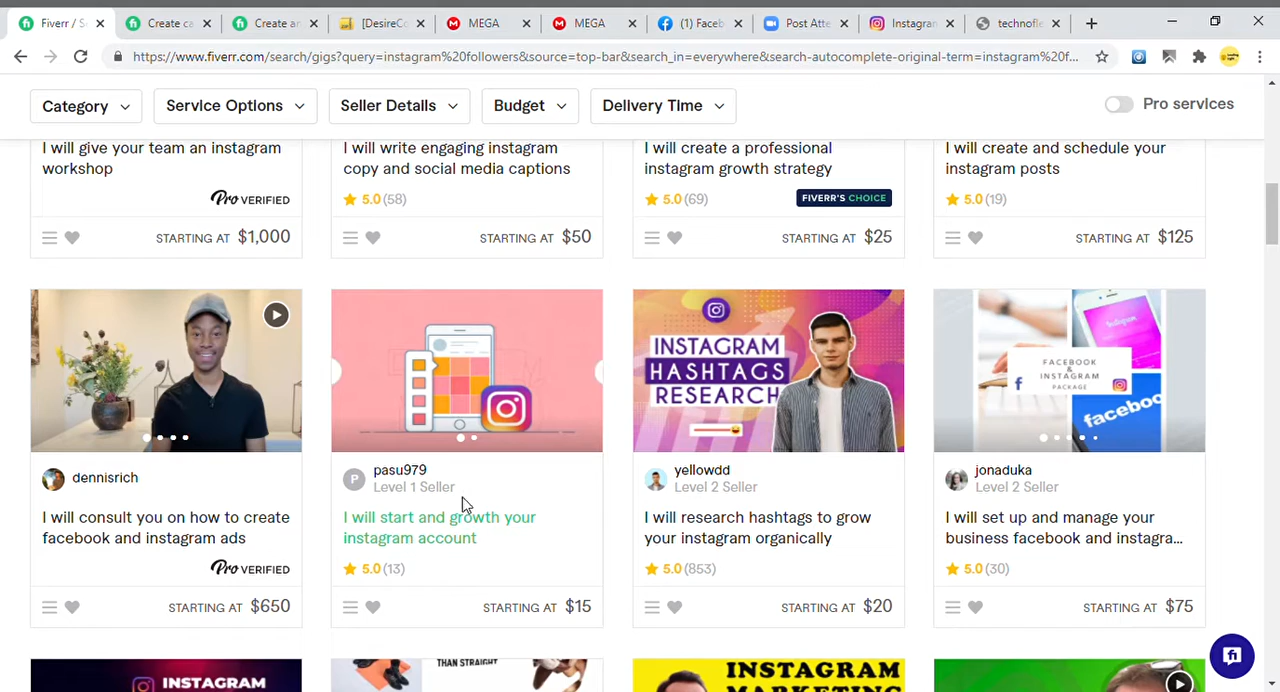 Fiverr / S
Create ca
Create an
[DesireCo
MEGA
MEGA
(1) Faceb
Post Atte
Instagram
technofle
https://www.fiverr.com/search/gigs?query=instagram%20followers&source=top-bar&search_in=everywhere&search-autocomplete-original-term=instagram%20f...
Category
Service Options
Seller Details
Budget
Delivery Time
Pro services
I will give your team an instagram
workshop
Pro VERIFIED
STARTING AT $1,000
I will write engaging instagram
copy and social media captions
5.0 (58)
STARTING AT $50
I will create a professional
instagram growth strategy
5.0 (69)
FIVERR'S CHOICE
STARTING AT $25
I will create and schedule your
instagram posts
5.0 (19)
STARTING AT $125
dennisrich
I will consult you on how to create
facebook and instagram ads
Pro VERIFIED
STARTING AT $650
P
pasu979
Level 1 Seller
I will start and growth your
instagram account
5.0 (13)
STARTING AT $15
INSTAGRAM
HASHTAGS
RESEARCH
yellowdd
Level 2 Seller
I will research hashtags to grow
your instagram organically
5.0 (853)
STARTING AT $20
FACEBOOK
&
INSTAGRAM
PACKAGE
faceboo
jonaduka
Level 2 Seller
I will set up and manage your
business facebook and instagra...
5.0 (30)
STARTING AT $75
INSTAGRAM
THAN STRAIGHT
INSTAGRAM
MARKETING
fi